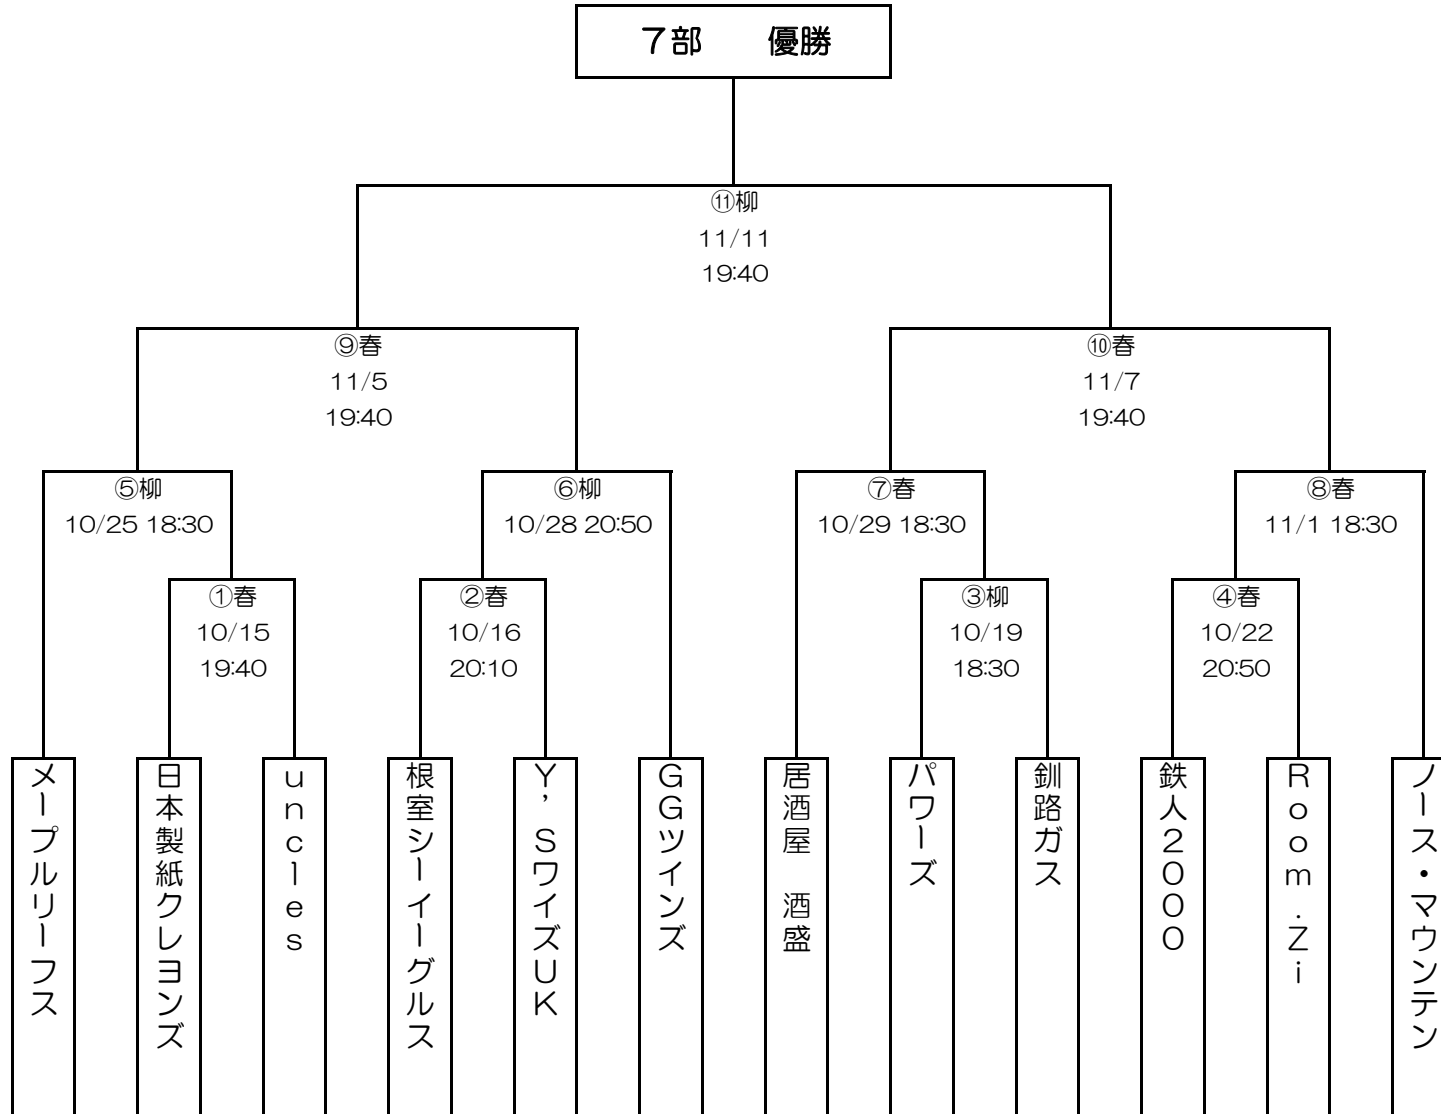 ７部　　優勝
⑪柳
11/11
19:40
⑨春
11/5
19:40
⑩春
11/7
19:40
⑤柳
10/25 18:30
⑥柳
10/28 20:50
⑦春
10/29 18:30
⑧春
11/1 18:30
①春
10/15
19:40
②春
10/16
20:10
③柳
10/19
18:30
④春
10/22
20:50
メープルリーフス
日本製紙クレヨンズ
ｕｎｃｌｅｓ
根室シーイーグルス
Ｙ’ＳワイズＵＫ
ＧＧツインズ
居酒屋　酒盛
パワーズ
釧路ガス
鉄人２０００
Ｒｏｏｍ．Ｚｉ
ノース・マウンテン